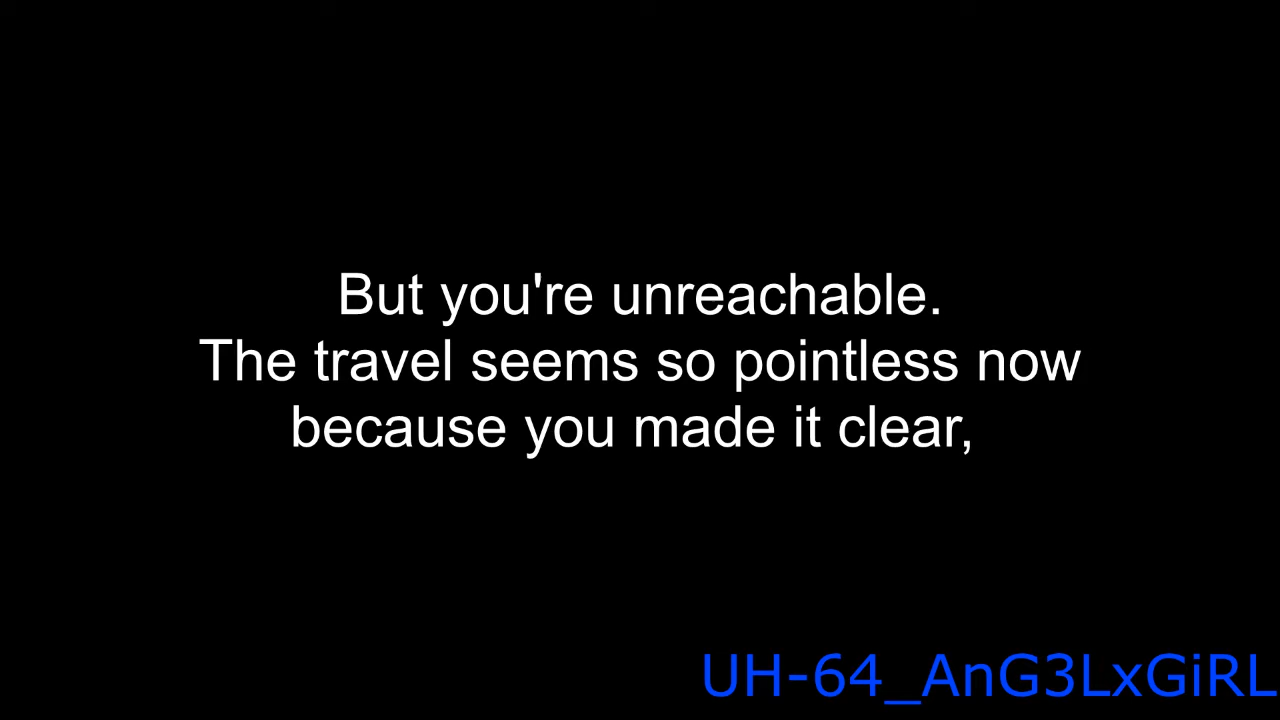 But you're unreachable.
The travel seems so pointless now
because you made it clear,
UH-64_AnG3LxGiRL